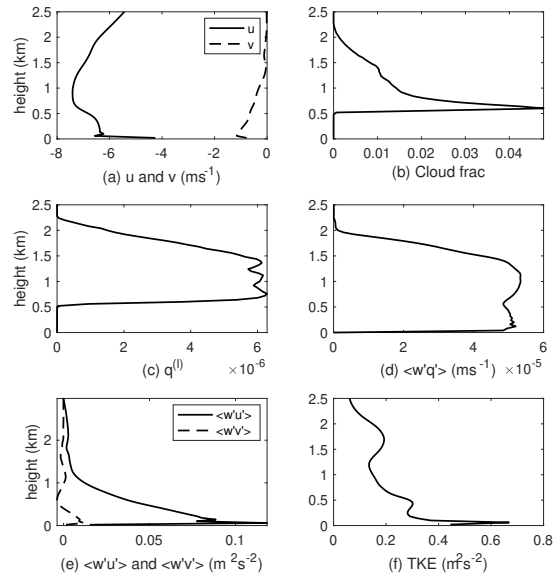 2.5 2 1.5 1 0.5 0
height (km)
u
v
-8 -6 -4 -2 0
(a) u and v (ms-1)
2.5 2 1.5 1 0.5 0
0 0.01 0.02 0.03 0.04
(b) Cloud frac
2.5 2 1.5 1 0.5 0
height (km)
0 2 4 6
(c) q(l) ×10-6
2.5 2 1.5 1 0.5 0
0 2 4 6
(d) <w'q'> (ms-1) ×10-5
2 1 0
height (km)
<w'u'>
<w'v'>
0 0.05 0.1
(e) <w'u'> and <w'v'> (m 2s-2)
2.5 2 1.5 1 0.5 0
0 0.2 0.4 0.6 0.8
(f) TKE (m2s-2)